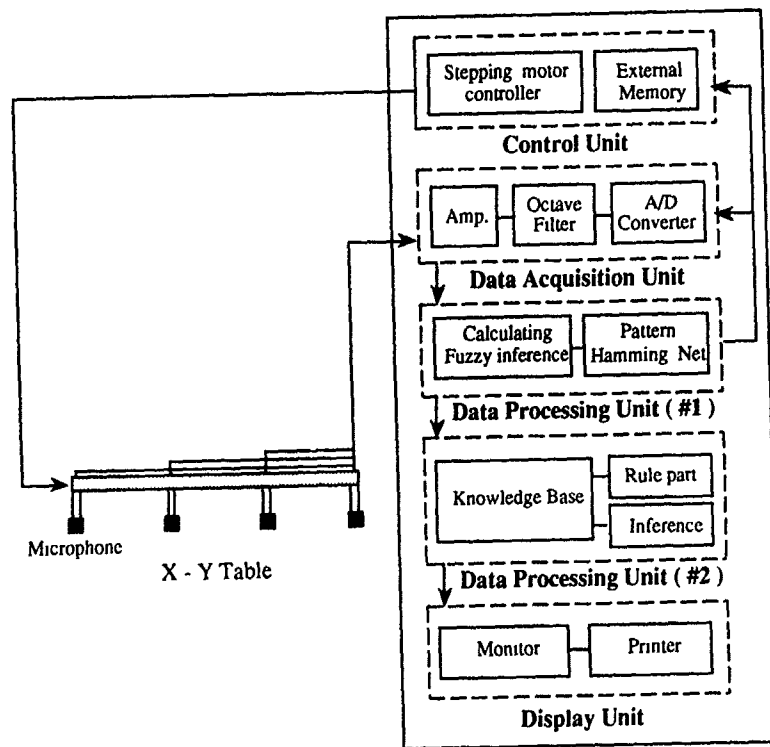 Stepping motor
controller
External
Memory
Control Unit
Amp.
Octave
Filter
A/D
Converter
Data Acquisition Unit
Calculating
Fuzzy inference
Pattern
Hamming Net
Data Processing Unit ( #1 )
Knowledge Base
Rule part
Inference
Data Processing Unit ( #2 )
Monitor
Printer
Display Unit
Microphone
X - Y Table